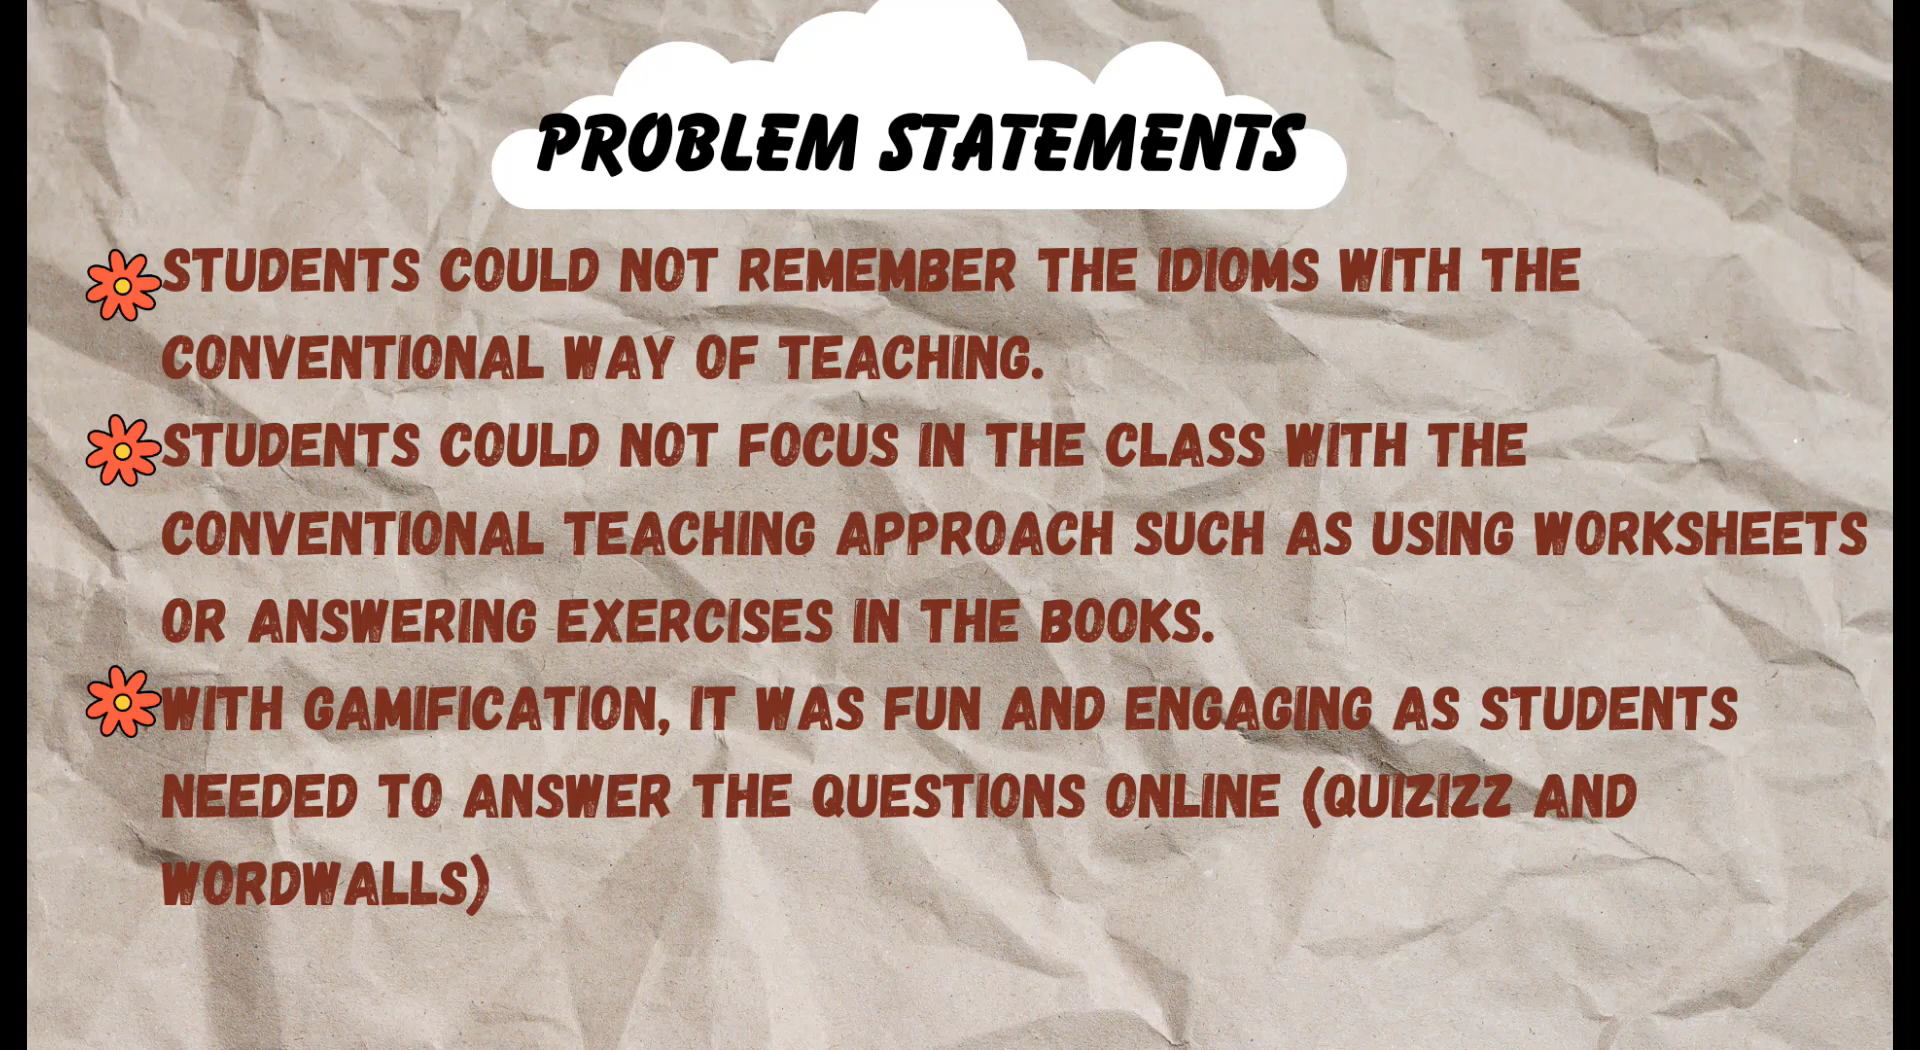 PROBLEM STATEMENTS
STUDENTS COULD NOT REMEMBER THE IDIOMS WITH THE
CONVENTIONAL WAY OF TEACHING.
STUDENTS COULD NOT FOCUS IN THE CLASS WITH THE
CONVENTIONAL TEACHING APPROACH SUCH AS USING WORKSHEETS
OR ANSWERING EXERCISES IN THE BOOKS.
WITH GAMIFICATION, IT WAS FUN AND ENGAGING AS STUDENTS
NEEDED TO ANSWER THE QUESTIONS ONLINE (QUIZIZZ AND
WORDWALLS)